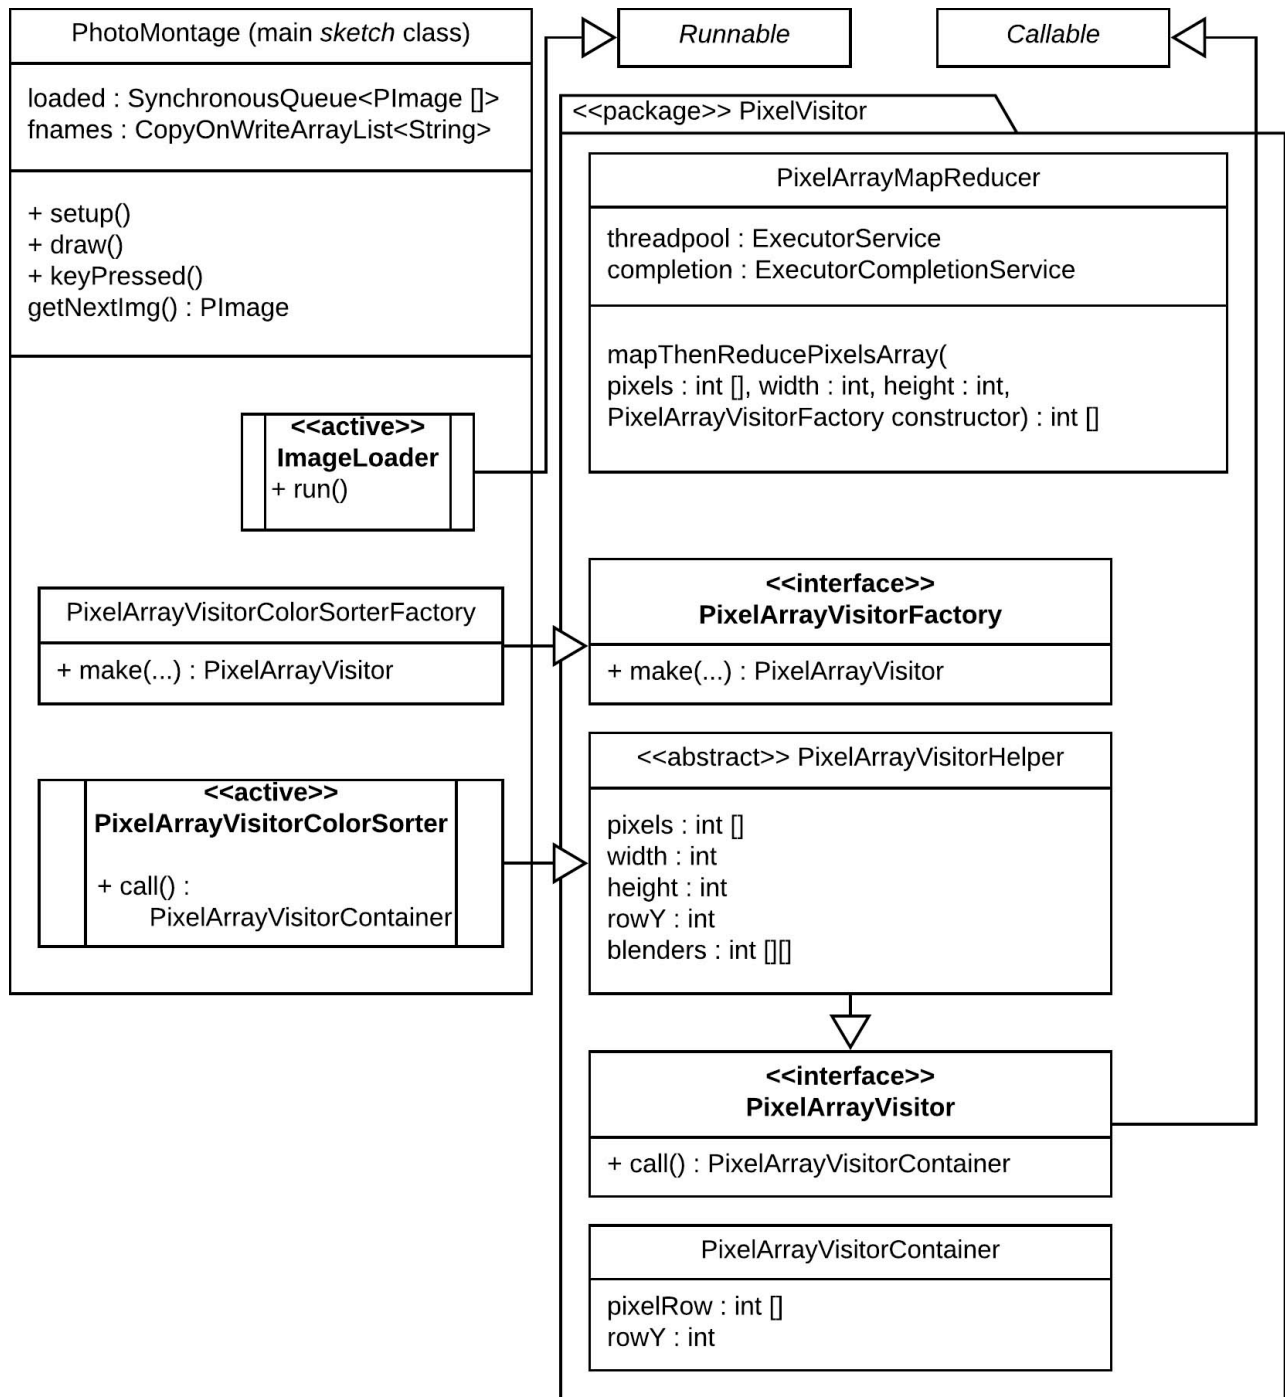 PhotoMontage (main sketch class)
loaded : SynchronousQueue<PImage []>
fnames : CopyOnWriteArrayList<String>
+ setup()
+ draw()
+ keyPressed()
getNextImg() : PImage
<<active>>
ImageLoader
+ run()
PixelArrayVisitorColorSorterFactory
+ make(...) : PixelArrayVisitor
<<active>>
PixelArrayVisitorColorSorter
+ call() :
PixelArrayVisitorContainer
Runnable
Callable
<<package>> PixelVisitor
PixelArrayMapReducer
threadpool : ExecutorService
completion : ExecutorCompletionService
mapThenReducePixelsArray(
pixels : int [], width : int, height : int,
PixelArrayVisitorFactory constructor) : int []
<<interface>>
PixelArrayVisitorFactory
+ make(...) : PixelArrayVisitor
<<abstract>> PixelArrayVisitorHelper
pixels : int []
width : int
height : int
rowY : int
blenders : int [][]
<<interface>>
PixelArrayVisitor
+ call() : PixelArrayVisitorContainer
PixelArrayVisitorContainer
pixelRow : int []
rowY : int